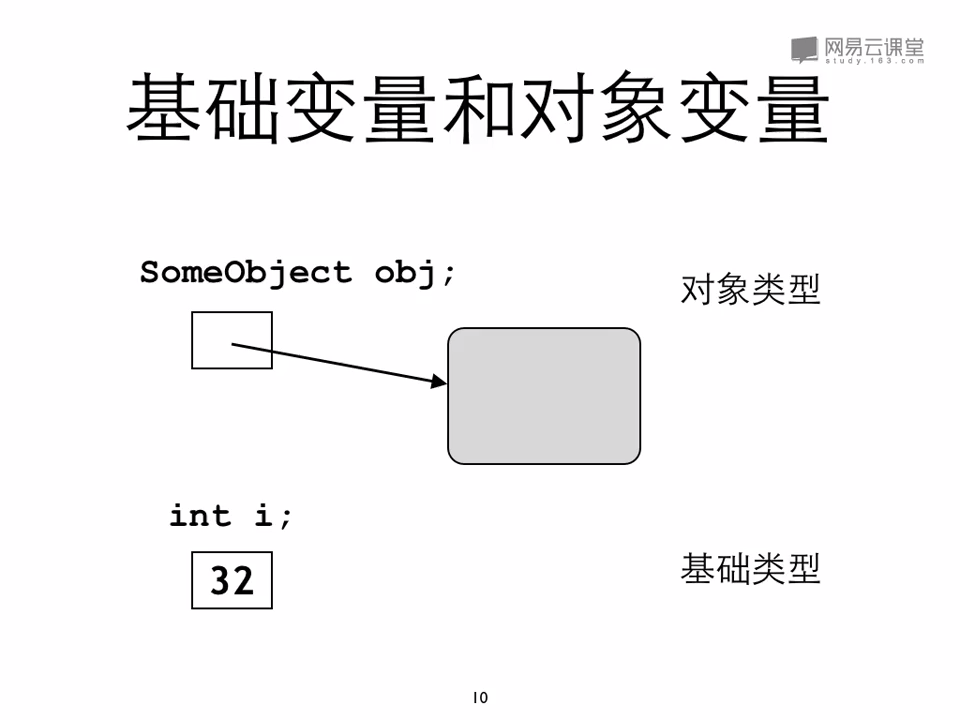 网易云课堂
study.163.com
基础变量和对象变量
SomeObject obj;
对象类型
int i;
32
基础类型
10